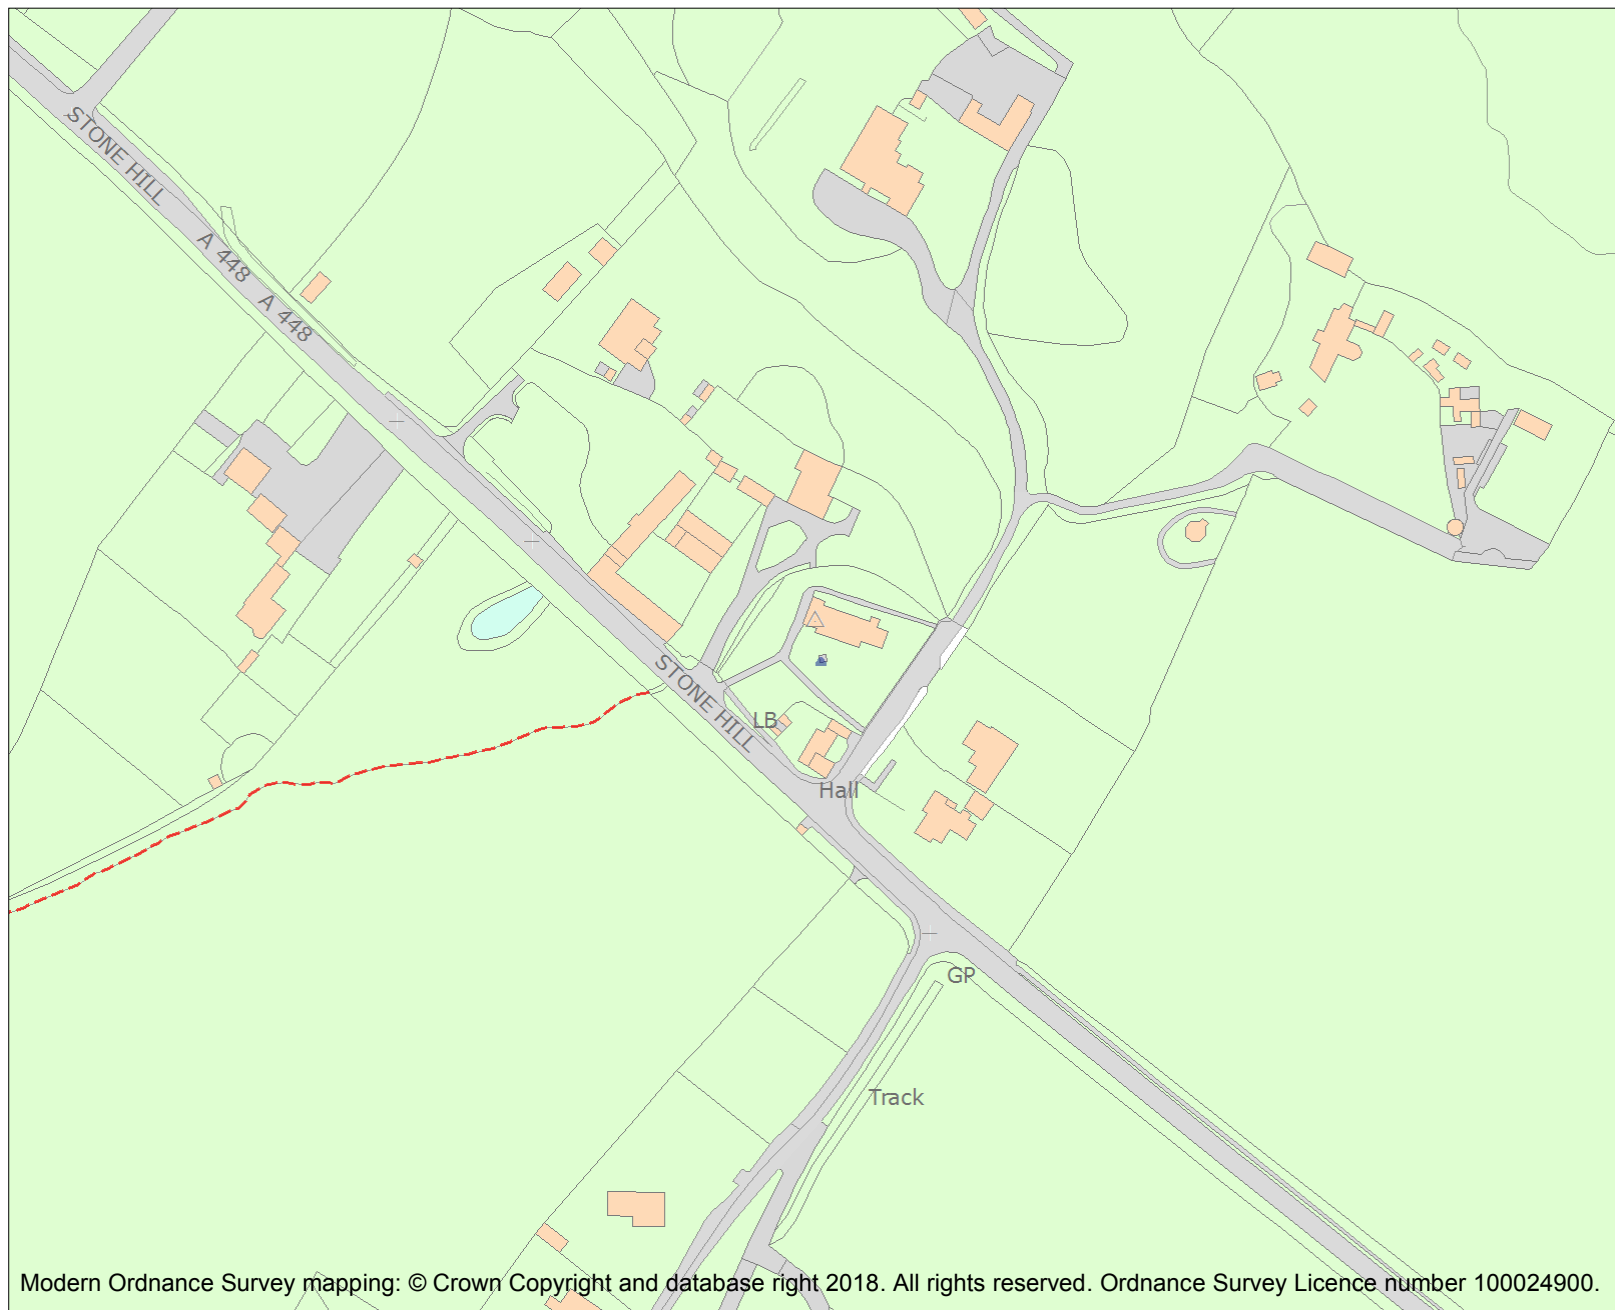 STONE HILL
A 448
A 448
STONE HILL
LB
Hall
GP
Track
Modern Ordnance Survey mapping: © Crown Copyright and database right 2018. All rights reserved. Ordnance Survey Licence number 100024900.